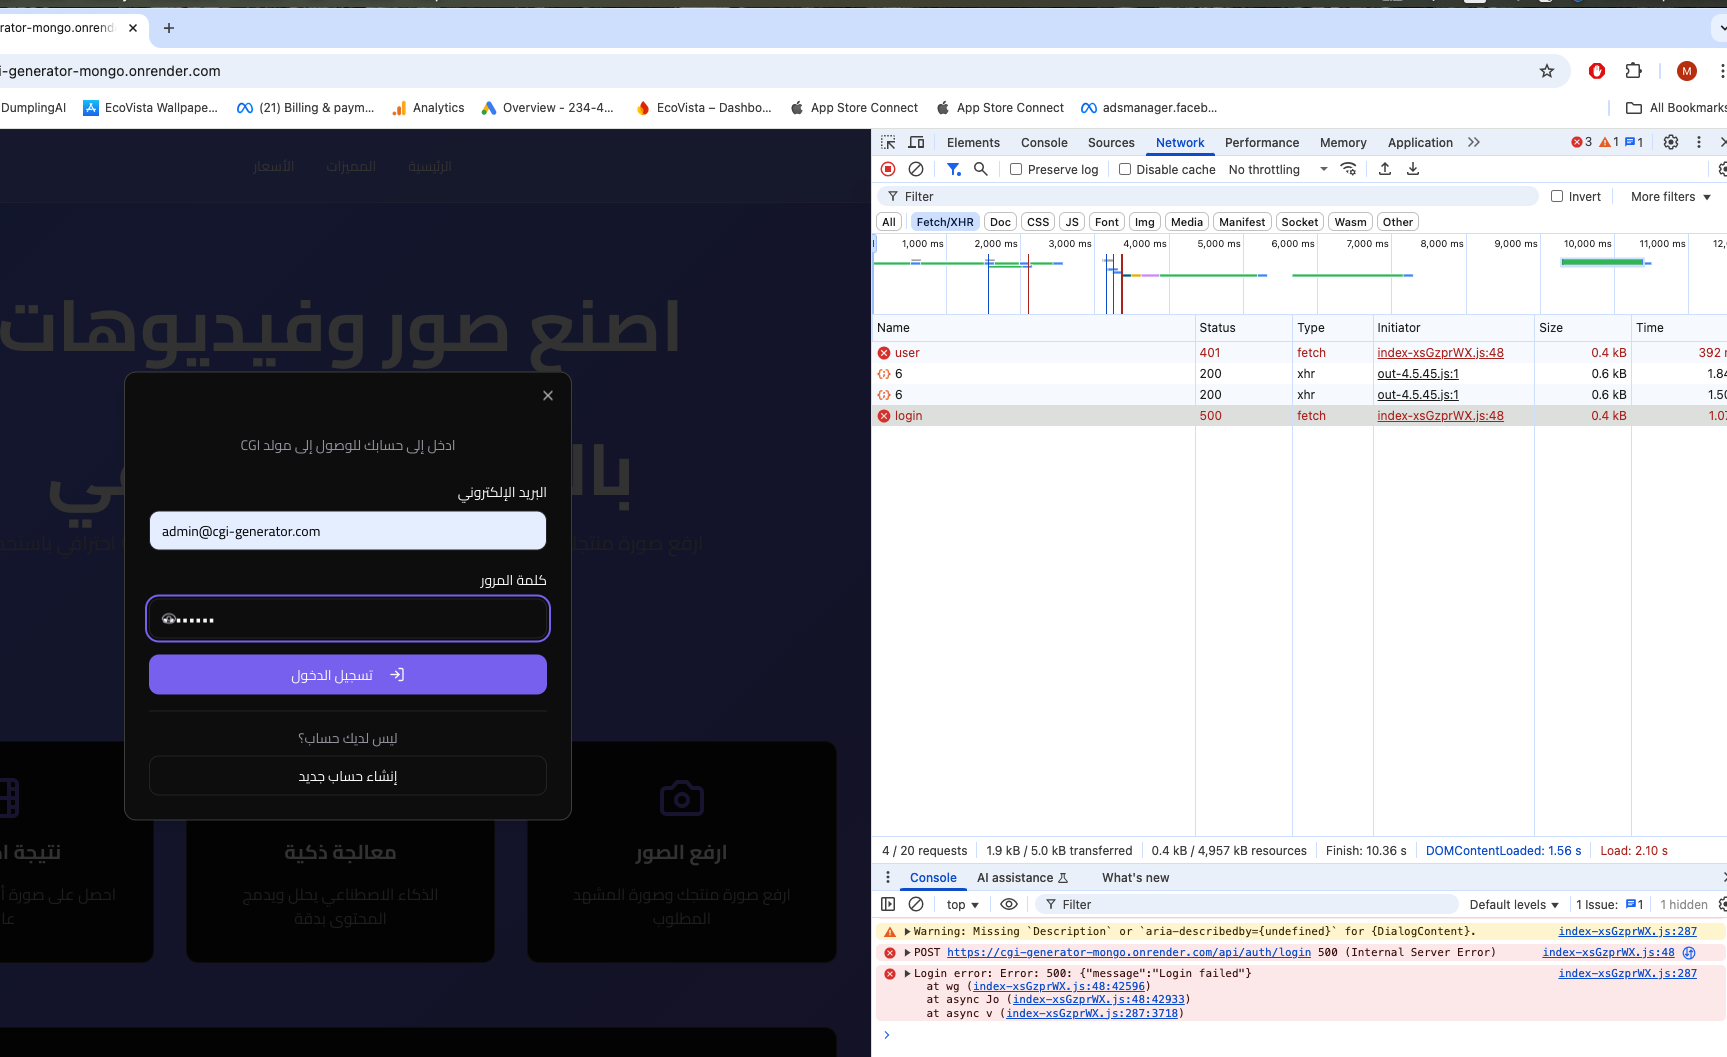 rator-mongo.onrend
i-generator-mongo.onrender.com
M
DumplingAI
EcoVista Wallpape...
(21) Billing & paym...
Analytics
Overview - 234-4...
EcoVista – Dashbo...
App Store Connect
App Store Connect
adsmanager.faceb...
All Bookmarks
الرئيسية
المميزات
الأسعار
اصنع صور وفيديوهات
ادخل إلى حسابك للوصول إلى مولد CGI
البريد الإلكتروني
admin@cgi-generator.com
كلمة المرور
تسجيل الدخول
ليس لديك حساب؟
إنشاء حساب جديد
ارفع الصور
ارفع صورة منتجك وصورة المشهد
المطلوب
معالجة ذكية
الذكاء الاصطناعي يحلل ويدمج
المحتوى بدقة
نتيجة
احصل على صورة
Elements
Console
Sources
Network
Performance
Memory
Application
3
1
1
Preserve log
Disable cache
No throttling
Filter
Invert
More filters
All
Fetch/XHR
Doc
CSS
JS
Font
Img
Media
Manifest
Socket
Wasm
Other
1,000 ms
2,000 ms
3,000 ms
4,000 ms
5,000 ms
6,000 ms
7,000 ms
8,000 ms
9,000 ms
10,000 ms
11,000 ms
12,
Name Status Type Initiator Size Time
user 401 fetch index-xsGzprWX.js:48 0.4 kB 392
6 200 xhr out-4.5.45.js:1 0.6 kB 1.84
6 200 xhr out-4.5.45.js:1 0.6 kB 1.50
login 500 fetch index-xsGzprWX.js:48 0.4 kB 1.07
4 / 20 requests 1.9 kB / 5.0 kB transferred 0.4 kB / 4,957 kB resources Finish: 10.36 s DOMContentLoaded: 1.56 s Load: 2.10 s
Console
AI assistance
What's new
top
Filter
Default levels
1 Issue: 1
1 hidden
Warning: Missing `Description` or `aria-describedby={undefined}` for {DialogContent}. index-xsGzprWX.js:287
POST https://cgi-generator-mongo.onrender.com/api/auth/login 500 (Internal Server Error) index-xsGzprWX.js:48
Login error: Error: 500: {"message":"Login failed"} index-xsGzprWX.js:287
at wg (index-xsGzprWX.js:48:42596)
at async Jo (index-xsGzprWX.js:48:42933)
at async v (index-xsGzprWX.js:287:3718)